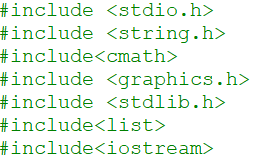 #include <stdio.h>
#include <string.h>
#include<cmath>
#include <graphics.h>
#include <stdlib.h>
#include<list>
#include<iostream>